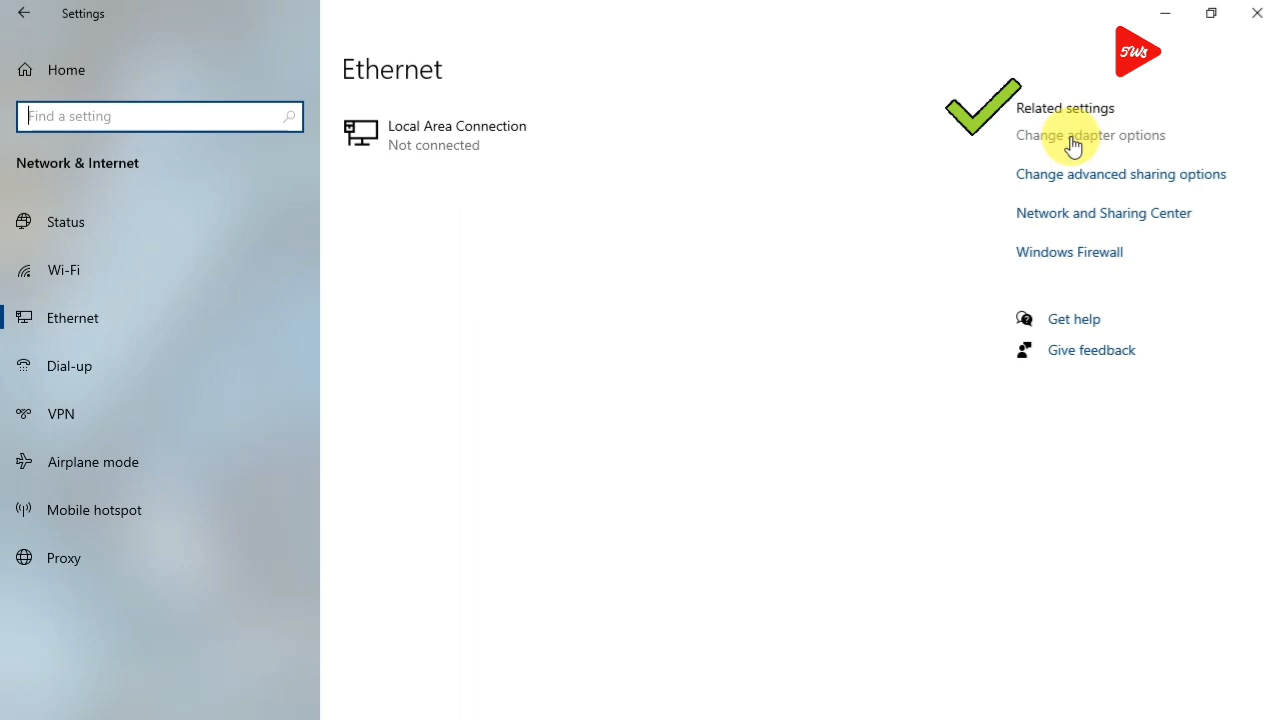 Settings
Home
Find a setting
Network & Internet
Status
Wi-Fi
Ethernet
Dial-up
VPN
Airplane mode
Mobile hotspot
Proxy
Ethernet
Local Area Connection
Not connected
5Ws
Related settings
Change adapter options
Change advanced sharing options
Network and Sharing Center
Windows Firewall
Get help
Give feedback